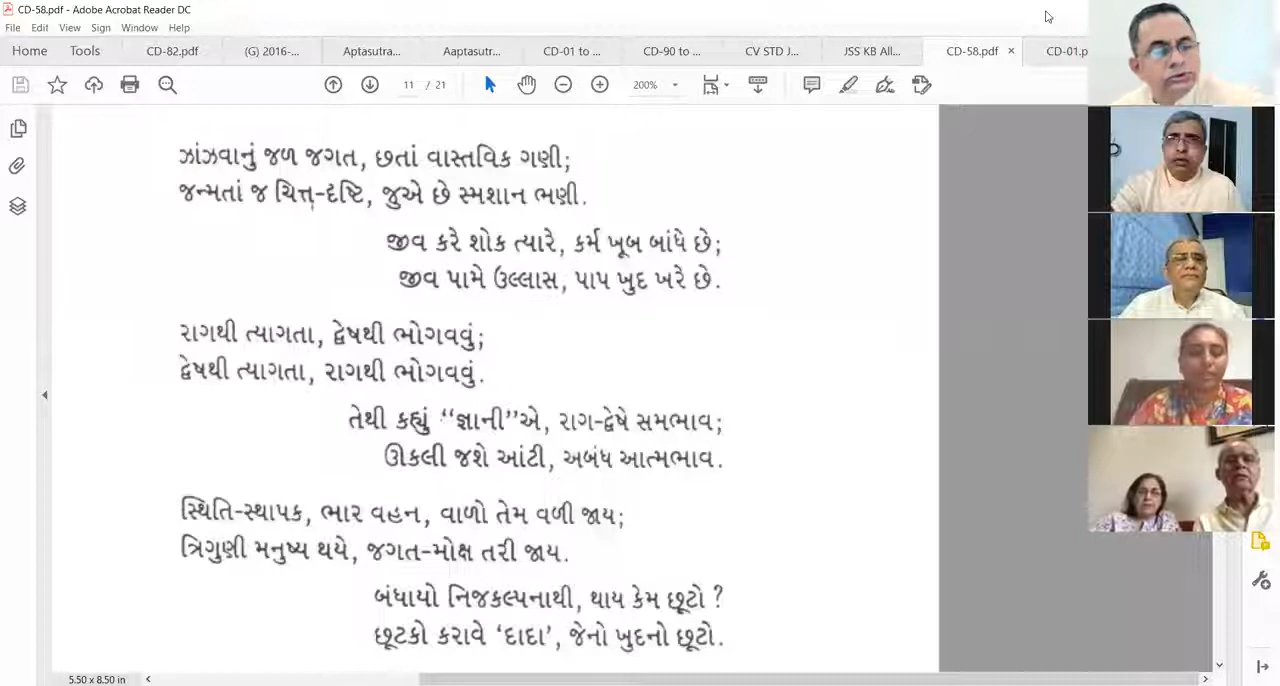 CD-58.pdf - Adobe Acrobat Reader DC
File Edit View Sign Window Help
Home Tools CD-82.pdf (G) 2016-... Aptasutra... Aaptasutr... CD-01 to ... CD-90 to ... CV STD J... JSS KB All... CD-58.pdf × CD-01.p
11 / 21 200%
ઝાંઝવાનું જળ જગત, છતાં વાસ્તવિક ગણી;
જન્મતાં જ ચિત્ત-દૃષ્ટિ, જુએ છે સ્મશાન ભણી.
જીવ કરે શોક ત્યારે, કર્મ ખૂબ બાંધે છે;
જીવ પામે ઉલ્લાસ, પાપ ખુદ ખરે છે.
રાગથી ત્યાગતા, દ્વેષથી ભોગવવું;
દ્વેષથી ત્યાગતા, રાગથી ભોગવવું.
તેથી કહ્યું “જ્ઞાની”એ, રાગ-દ્વેષે સમભાવ;
ઊકલી જશે આંટી, અબંધ આત્મભાવ.
સ્થિતિ-સ્થાપક, ભાર વહન, વાળો તેમ વળી જાય;
ત્રિગુણી મનુષ્ય થયે, જગત-મોક્ષ તરી જાય.
બંધાયો નિજકલ્પનાથી, થાય કેમ છૂટો ?
છૂટકો કરાવે ‘દાદા’, જેનો ખુદનો છૂટો.
5.50 x 8.50 in